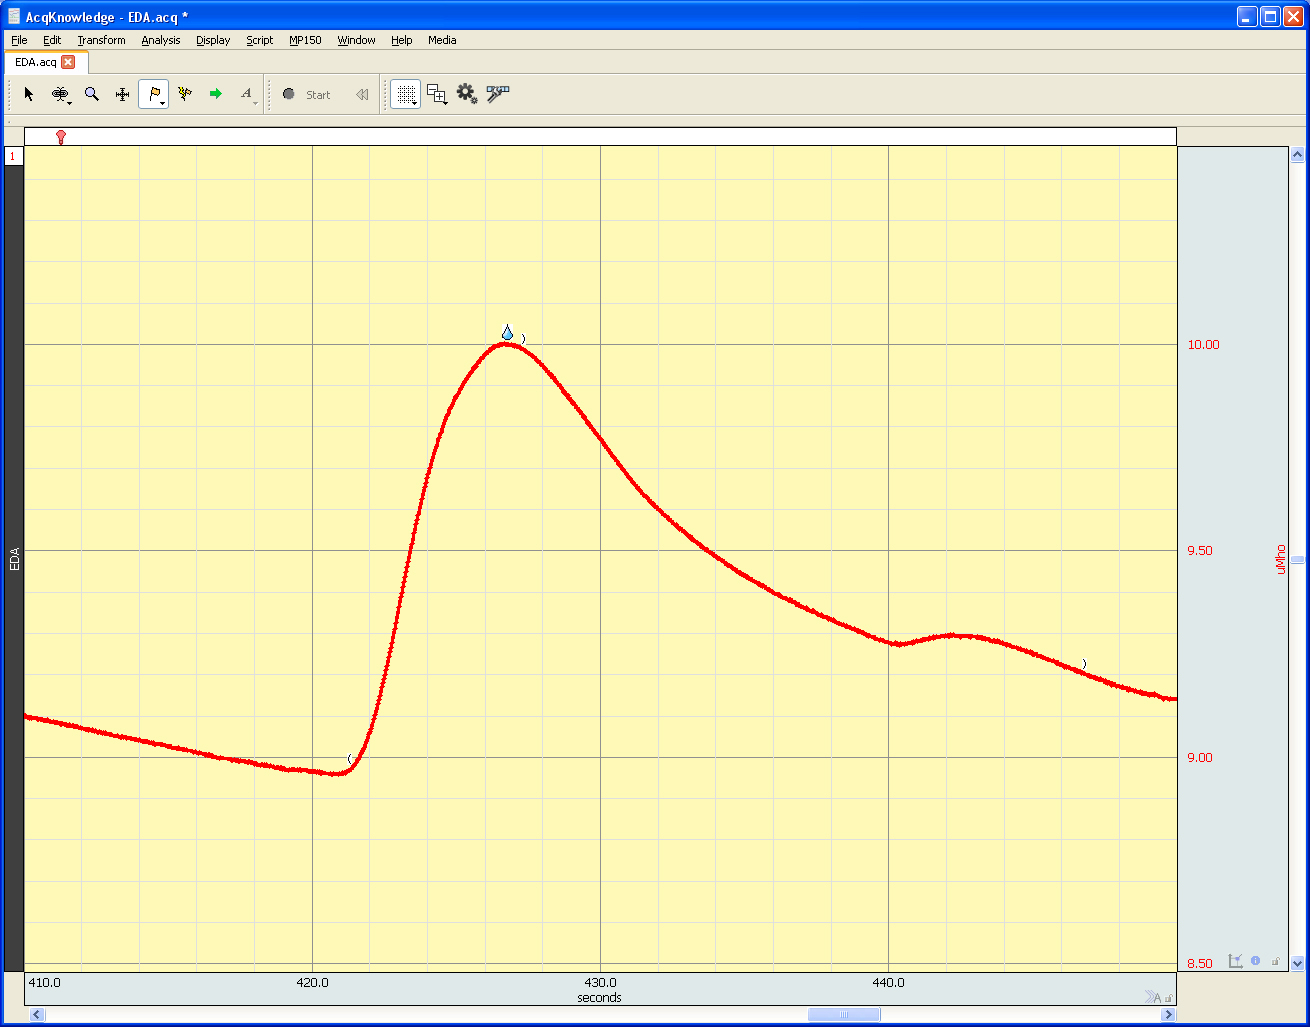 AcqKnowledge - EDA.acq *
File Edit Transform Analysis Display Script MP150 Window Help Media
EDA.acq
A Start
1
10.00
9.50
EDA
uMho
9.00
8.50
410.0 420.0 430.0 440.0
seconds
A